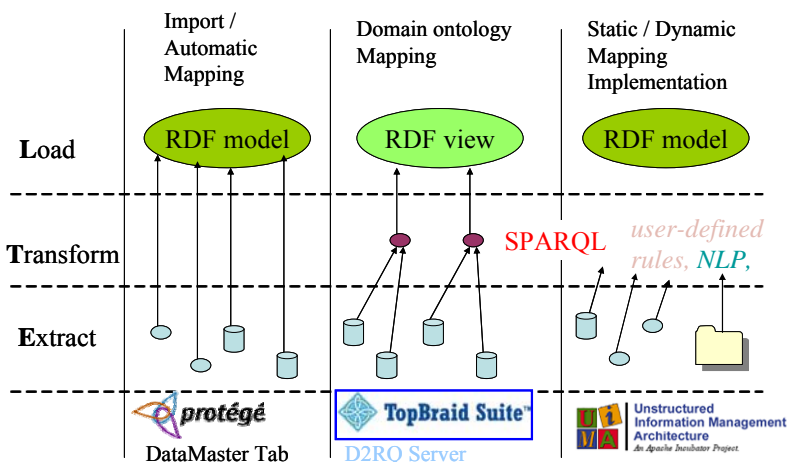 Import /
Automatic
Mapping
Domain ontology
Mapping
Static / Dynamic
Mapping
Implementation
Load
RDF model
RDF view
RDF model
Transform
SPARQL
user-defined
rules, NLP,
Extract
protégé
DataMaster Tab
TopBraid Suite™
D2RQ Server
UIMA
Unstructured
Information Management
Architecture
An Apache Incubator Project.